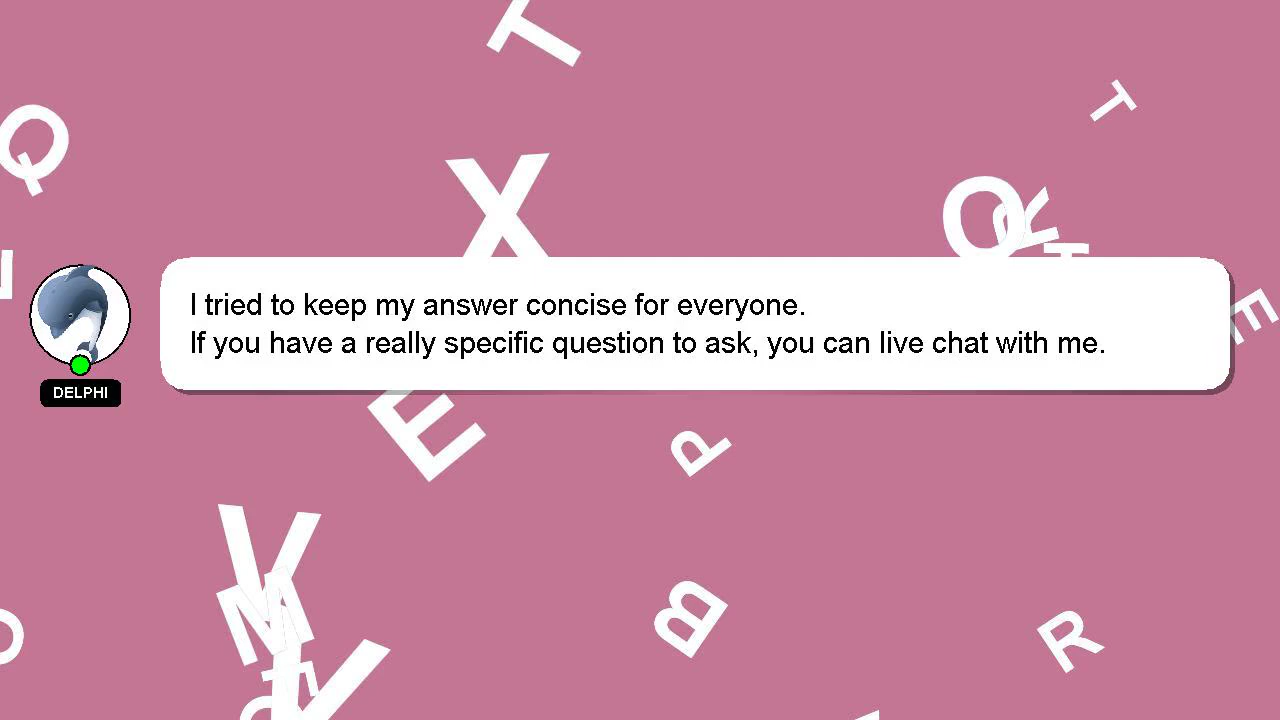 T
T
Q
X
O
R
E
I tried to keep my answer concise for everyone.
If you have a really specific question to ask, you can live chat with me.
DELPHI
E
P
V
M
B
R
V